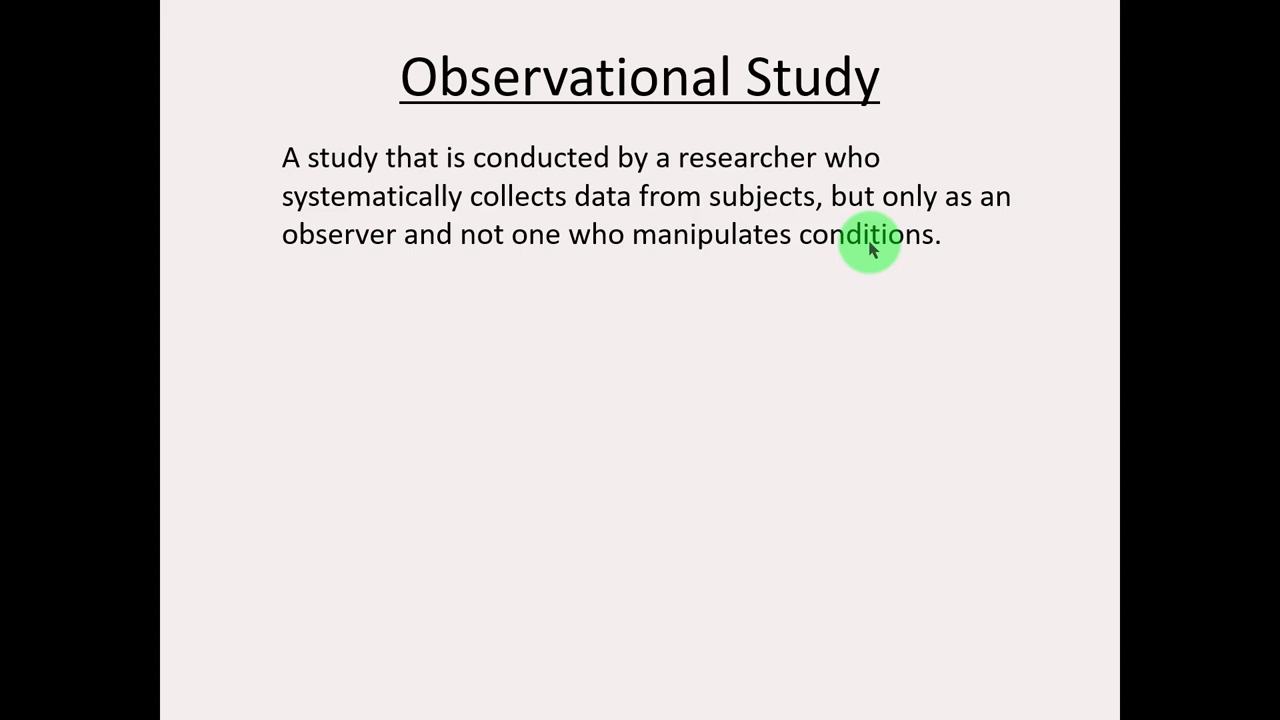 Observational Study
A study that is conducted by a researcher who
systematically collects data from subjects, but only as an
observer and not one who manipulates conditions.